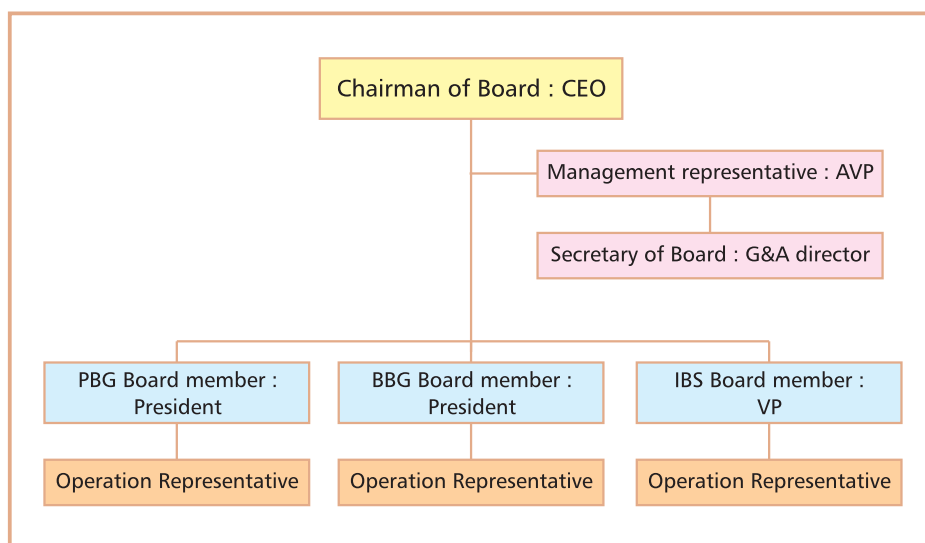 Chairman of Board : CEO
Management representative : AVP
Secretary of Board : G&A director
PBG Board member :
President
BBG Board member :
President
IBS Board member :
VP
Operation Representative
Operation Representative
Operation Representative